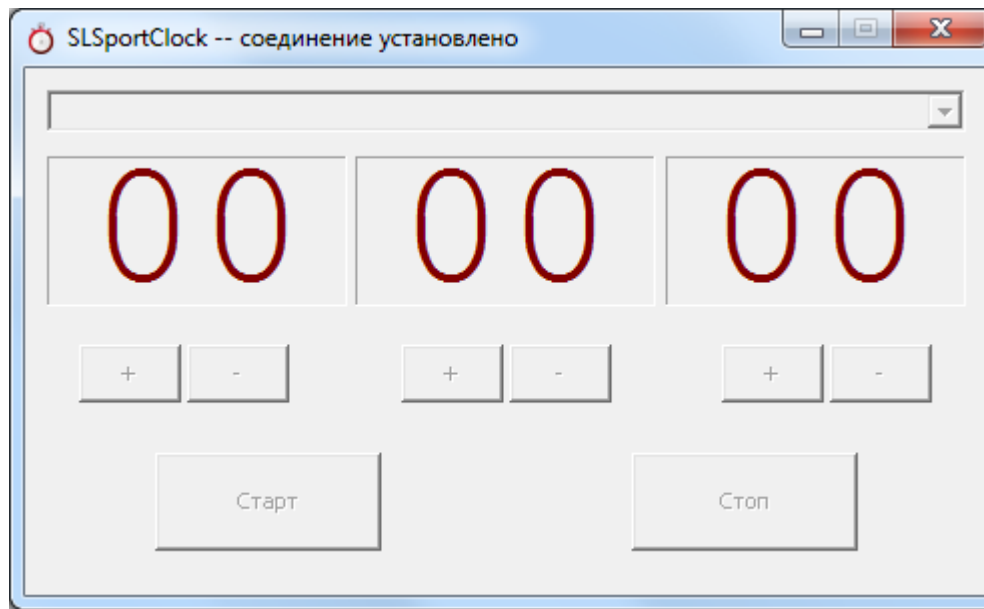 SLSportClock -- соединение установлено
00 00 00
+ - + - + -
Старт Стоп